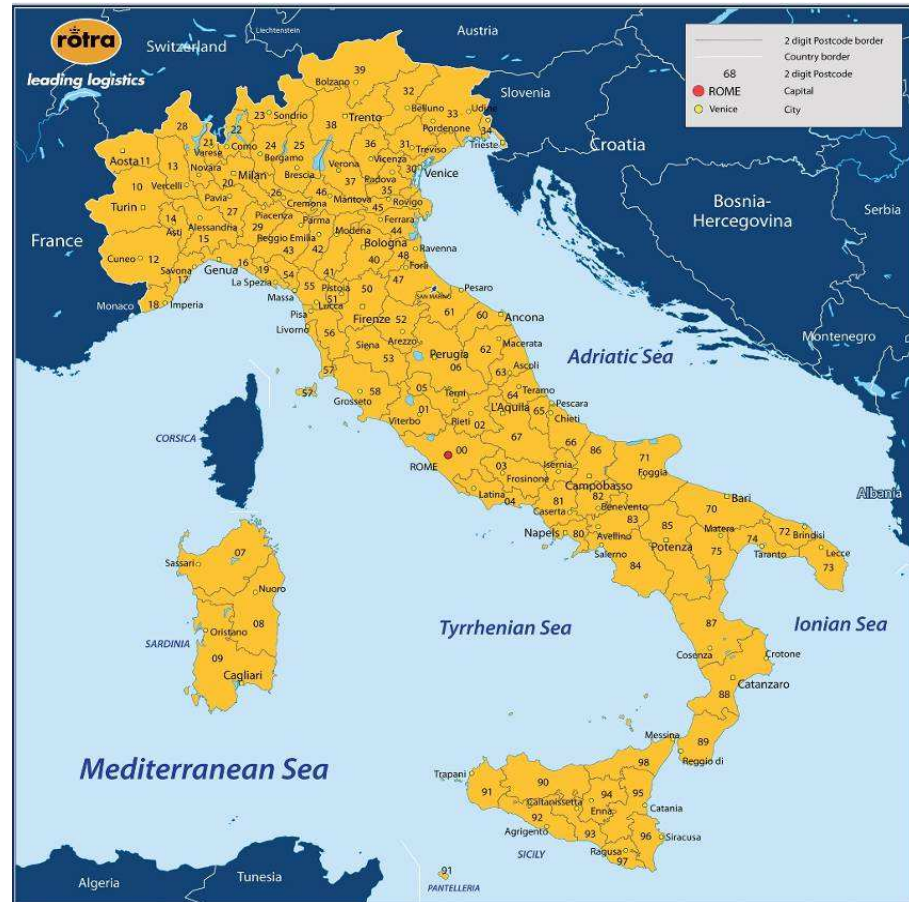 rotra
leading logistics
2 digit Postcode border
Country border
68 2 digit Postcode
ROME Capital
Venice City
Liechtenstein
Austria
Switzerland
Slovenia
Croatia
Bosnia-
Hercegovina
Serbia
Montenegro
Albania
France
Monaco
39
Bolzano
32
Belluno
33
Udine
Pordenone
34
Trieste
23
Sondrio
38
Trento
28
21
22
Varese
Como
24
25
Bergamo
36
31
Treviso
Vicenza
Aosta 11
13
Novara
Milan
Brescia
Verona
30
Venice
37
Padova
10
Vercelli
20
26
46
35
Pavia
Cremona
Mantova
Rovigo
Turin
14
27
Piacenza
45
Asti
Alessandria
29
Parma
Ferrara
15
Reggio Emilia
Modena
44
43
42
Bologna
Ravenna
Cuneo
12
40
48
Savona
17
Genua
16
19
54
41
47
Forli
La Spezia
55
Pistoia
50
Massa
51
Lucca
18
Imperia
SAN MARINO
Pesaro
61
60
Ancona
Pisa
Firenze
52
Livorno
56
Signa
Arezzo
Macerata
53
Perugia
62
06
Ascoli
63
57
57
58
Grosseto
05
Terni
64
Teramo
01
Viterbo
Rieti
02
L'Aquila
65
Pescara
Chieti
67
66
86
71
00
ROME
03
Isernia
Foggia
Frosinone
Campobasso
Latina
04
81
82
Caserta
Benevento
70
Bari
83
85
Matera
72
Brindisi
Napels
80
Avellino
Potenza
75
74
Taranto
Lecce
Salerno
84
73
87
Cosenza
Crotone
Catanzaro
88
89
Messina
Reggio di
98
Trapani
90
91
Caltanissetta
94
95
Enna
Catania
92
Agrigento
93
96
Siracusa
Ragusa
97
SICILY
91
PANTELLERIA
CORSICA
07
Sassari
Nuoro
08
Oristano
SARDINIA
09
Cagliari
Adriatic Sea
Tyrrhenian Sea
Ionian Sea
Mediterranean Sea
Algeria
Tunesia